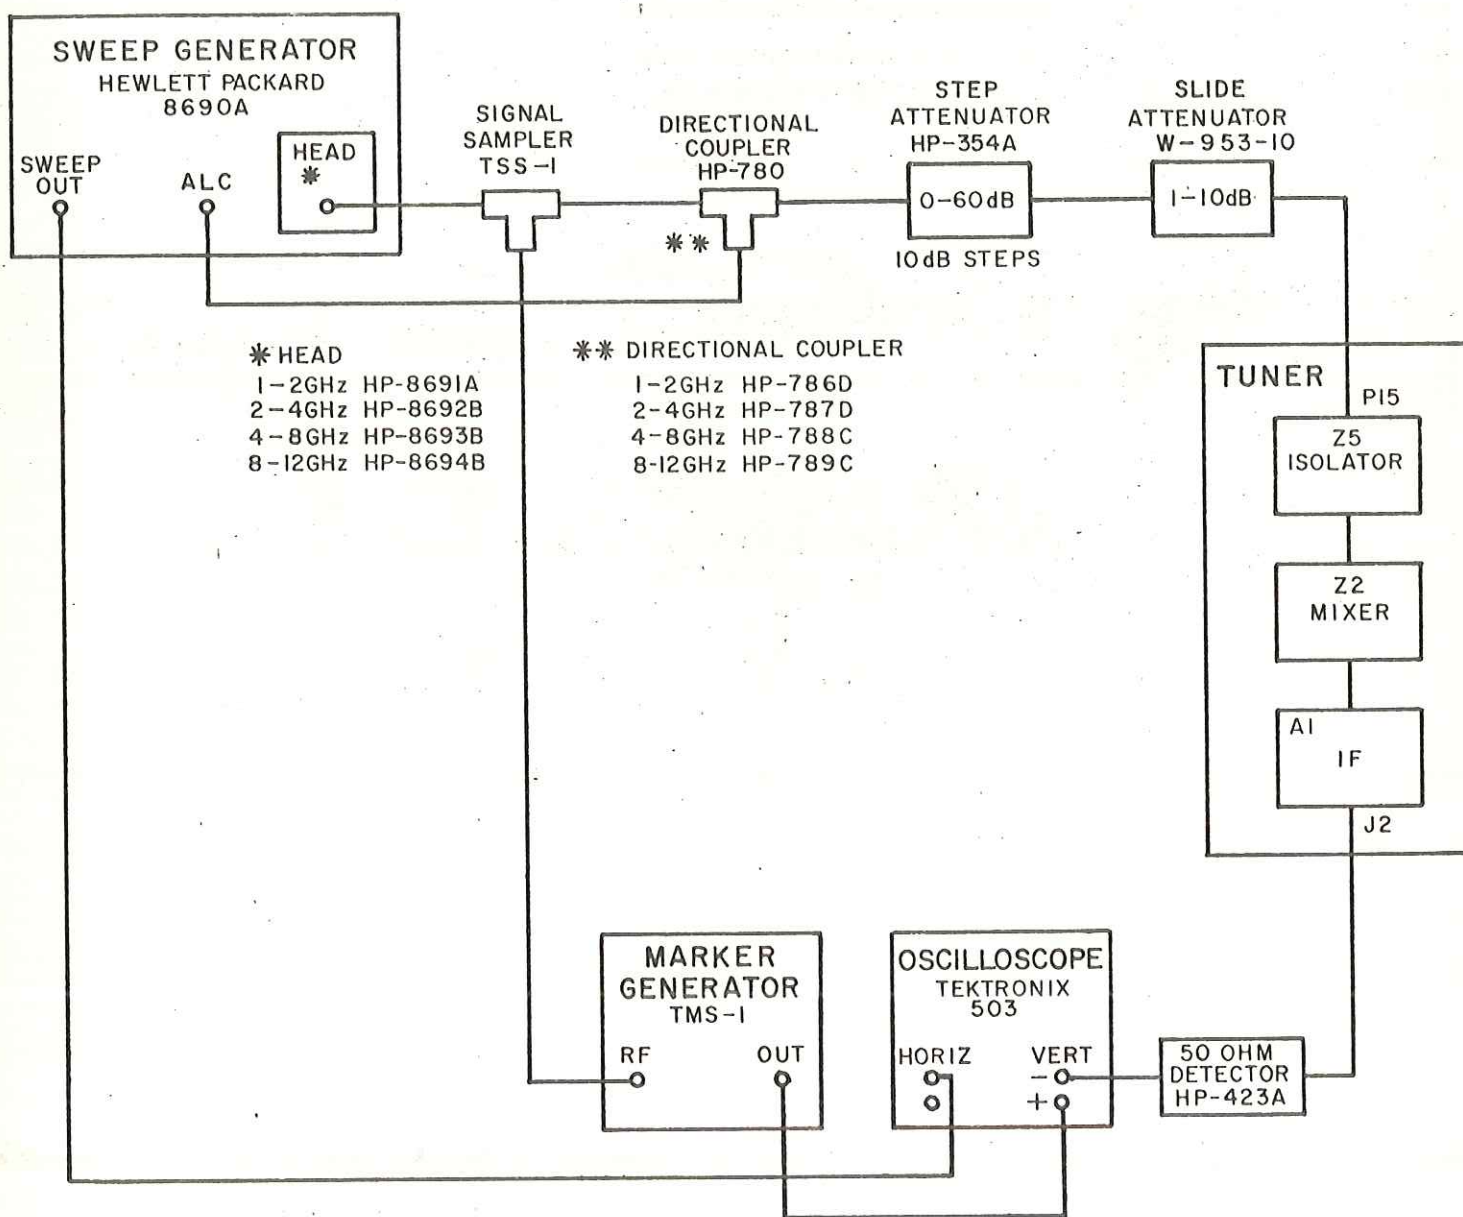 SWEEP GENERATOR
HEWLETT PACKARD
8690A
SWEEP
OUT
ALC
HEAD
*
SIGNAL
SAMPLER
TSS-1
DIRECTIONAL
COUPLER
HP-780
**
STEP
ATTENUATOR
HP-354A
0-60dB
10dB STEPS
SLIDE
ATTENUATOR
W-953-10
1-10dB
* HEAD
1-2GHz HP-8691A
2-4GHz HP-8692B
4-8GHz HP-8693B
8-12GHz HP-8694B
** DIRECTIONAL COUPLER
1-2GHz HP-786D
2-4GHz HP-787D
4-8GHz HP-788C
8-12GHz HP-789C
TUNER
P15
Z5
ISOLATOR
Z2
MIXER
A1
IF
J2
MARKER
GENERATOR
TMS-1
RF
OUT
OSCILLOSCOPE
TEKTRONIX
503
HORIZ
VERT
-
+
50 OHM
DETECTOR
HP-423A